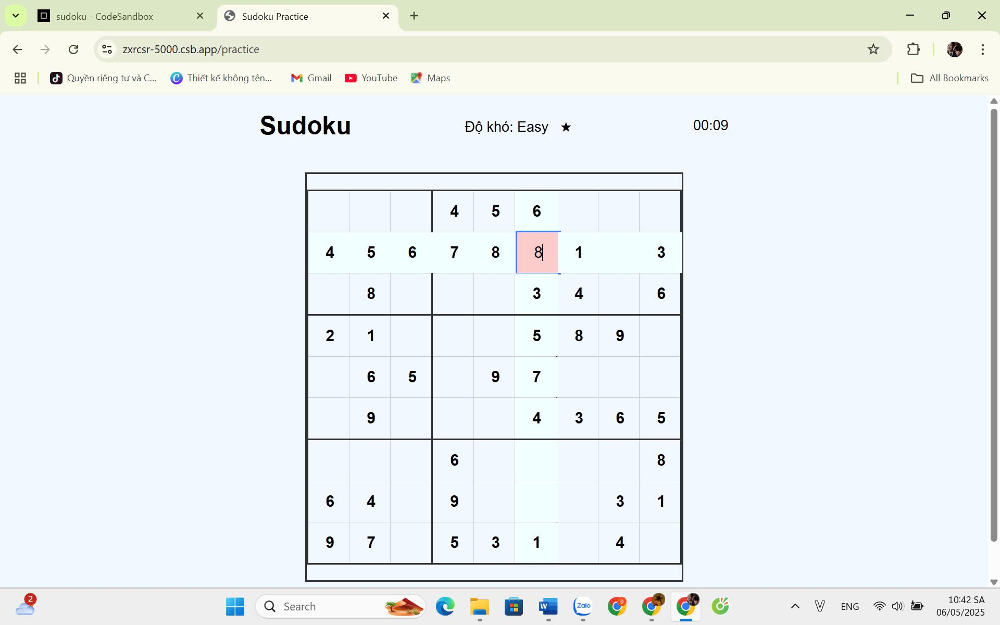 sudoku - CodeSandbox
Sudoku Practice
zxrcsr-5000.csb.app/practice
Quyền riêng tư và C...
Thiết kế không tên...
Gmail
YouTube
Maps
All Bookmarks
Sudoku
Độ khó: Easy ★
00:09
4 5 6
4 5 6 7 8 8 1 3
8 3 4 6
2 1 5 8 9
6 5 9 7
9 4 3 6 5
6 8
6 4 9 3 1
9 7 5 3 1 4
2
Search
W
Zalo
Đ
V
ENG
10:42 SA
06/05/2025